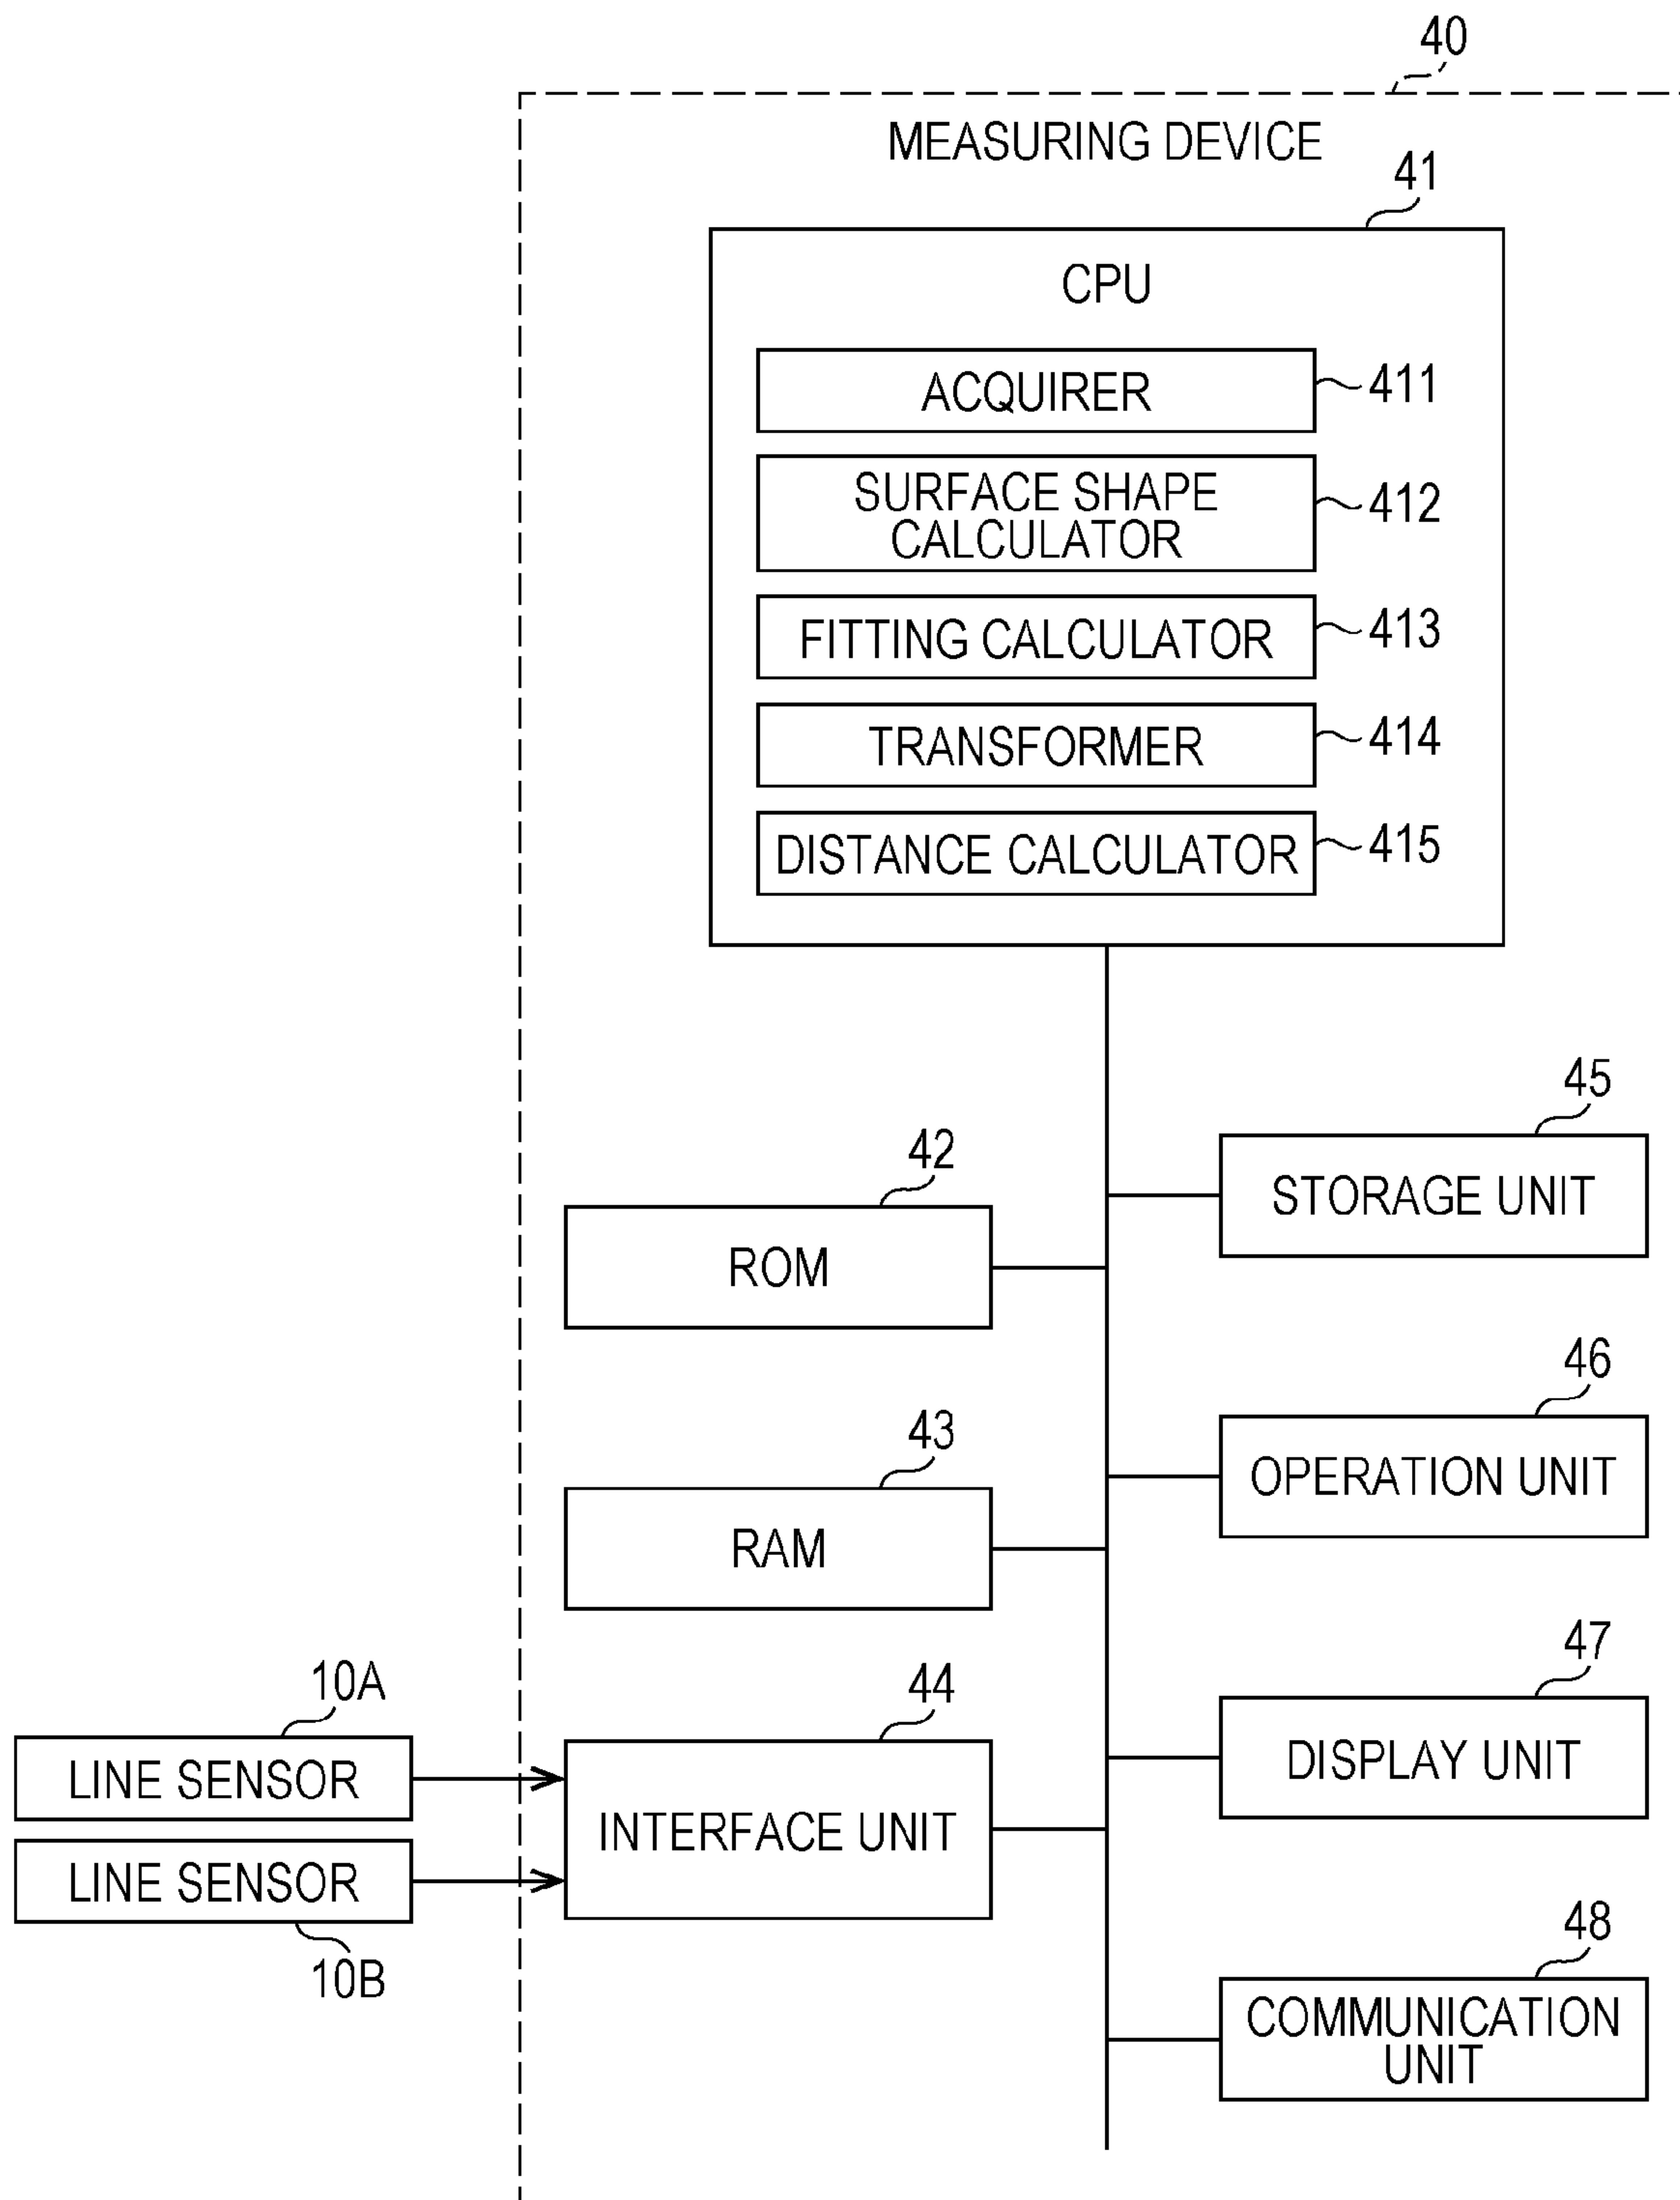 40
MEASURING DEVICE
41
CPU
ACQUIRER
411
SURFACE SHAPE
CALCULATOR
412
FITTING CALCULATOR
413
TRANSFORMER
414
DISTANCE CALCULATOR
415
42
ROM
45
STORAGE UNIT
43
RAM
46
OPERATION UNIT
10A
LINE SENSOR
LINE SENSOR
10B
44
INTERFACE UNIT
47
DISPLAY UNIT
48
COMMUNICATION
UNIT